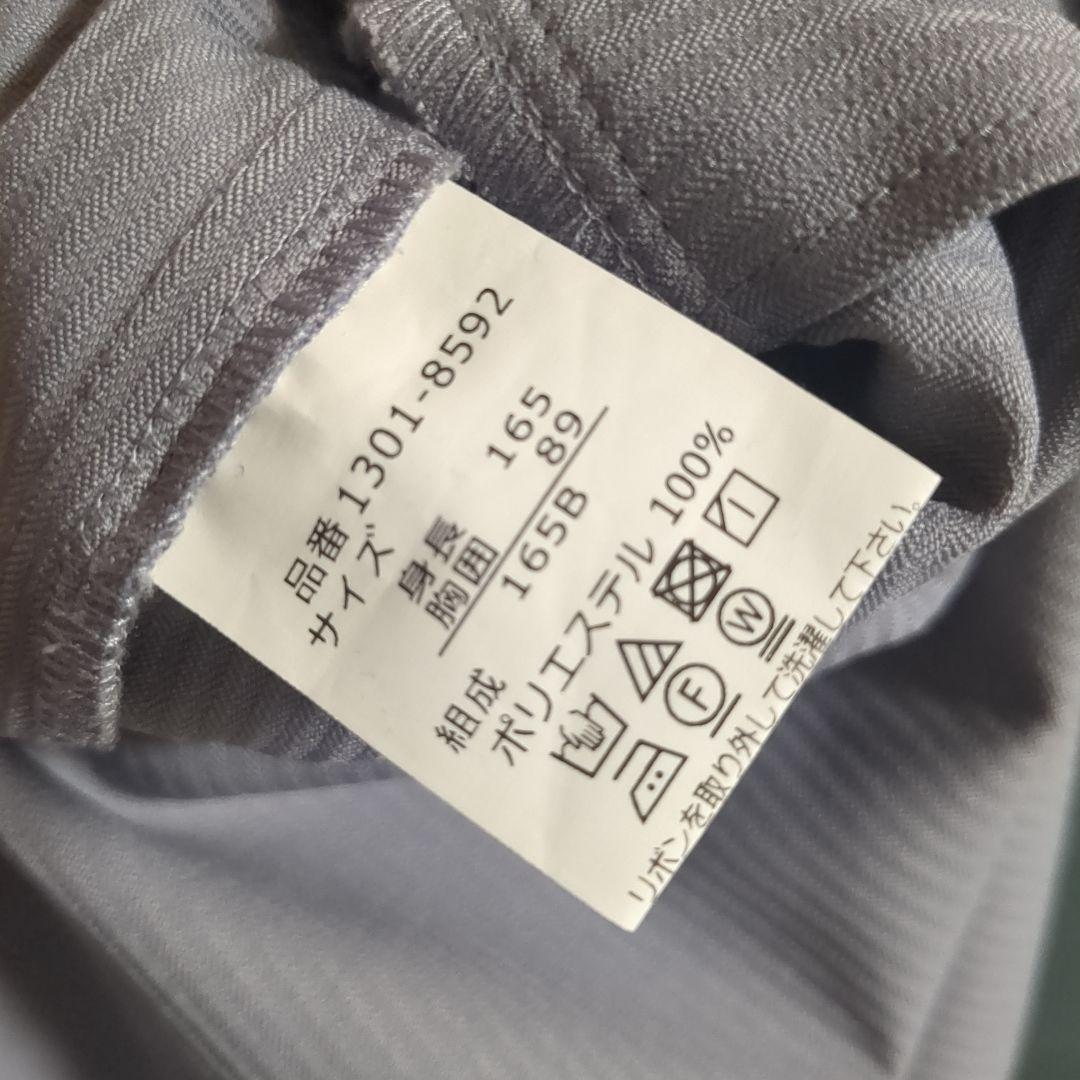 品番 1301-8592
サイズ
身長 165
胸囲 89
165B
組成
ポリエステル 100%
F W
リボンを取り外して洗濯して下さい。